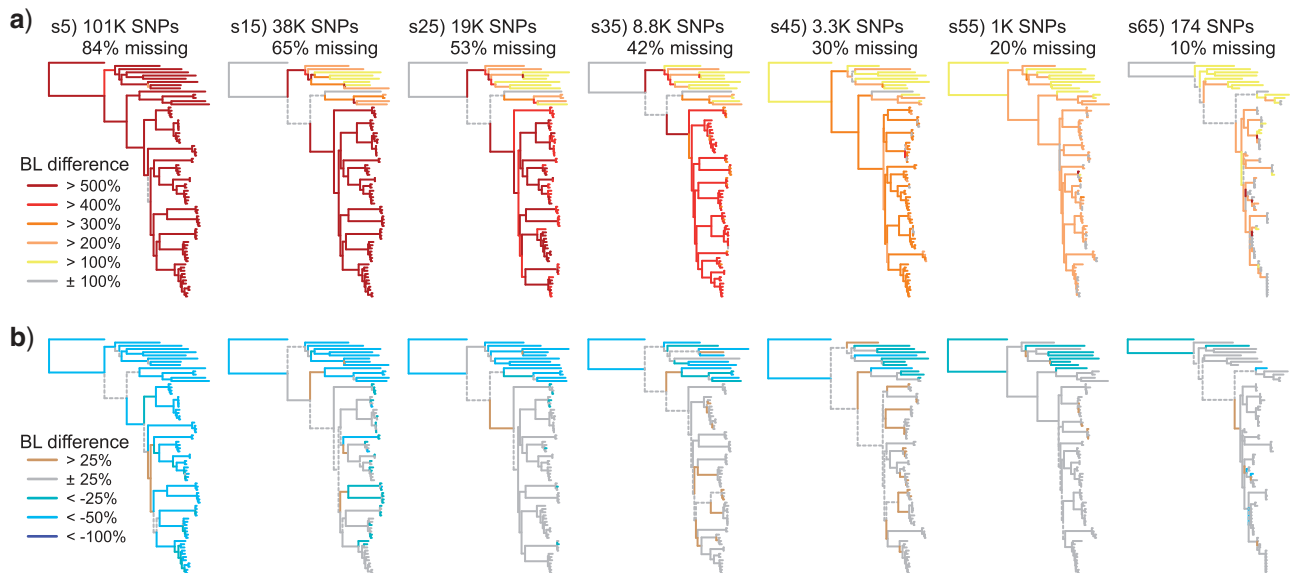 a)
s5) 101K SNPs
84% missing
s15) 38K SNPs
65% missing
s25) 19K SNPs
53% missing
s35) 8.8K SNPs
42% missing
s45) 3.3K SNPs
30% missing
s55) 1K SNPs
20% missing
s65) 174 SNPs
10% missing
BL difference
> 500%
> 400%
> 300%
> 200%
> 100%
± 100%
b)
BL difference
> 25%
± 25%
< -25%
< -50%
< -100%